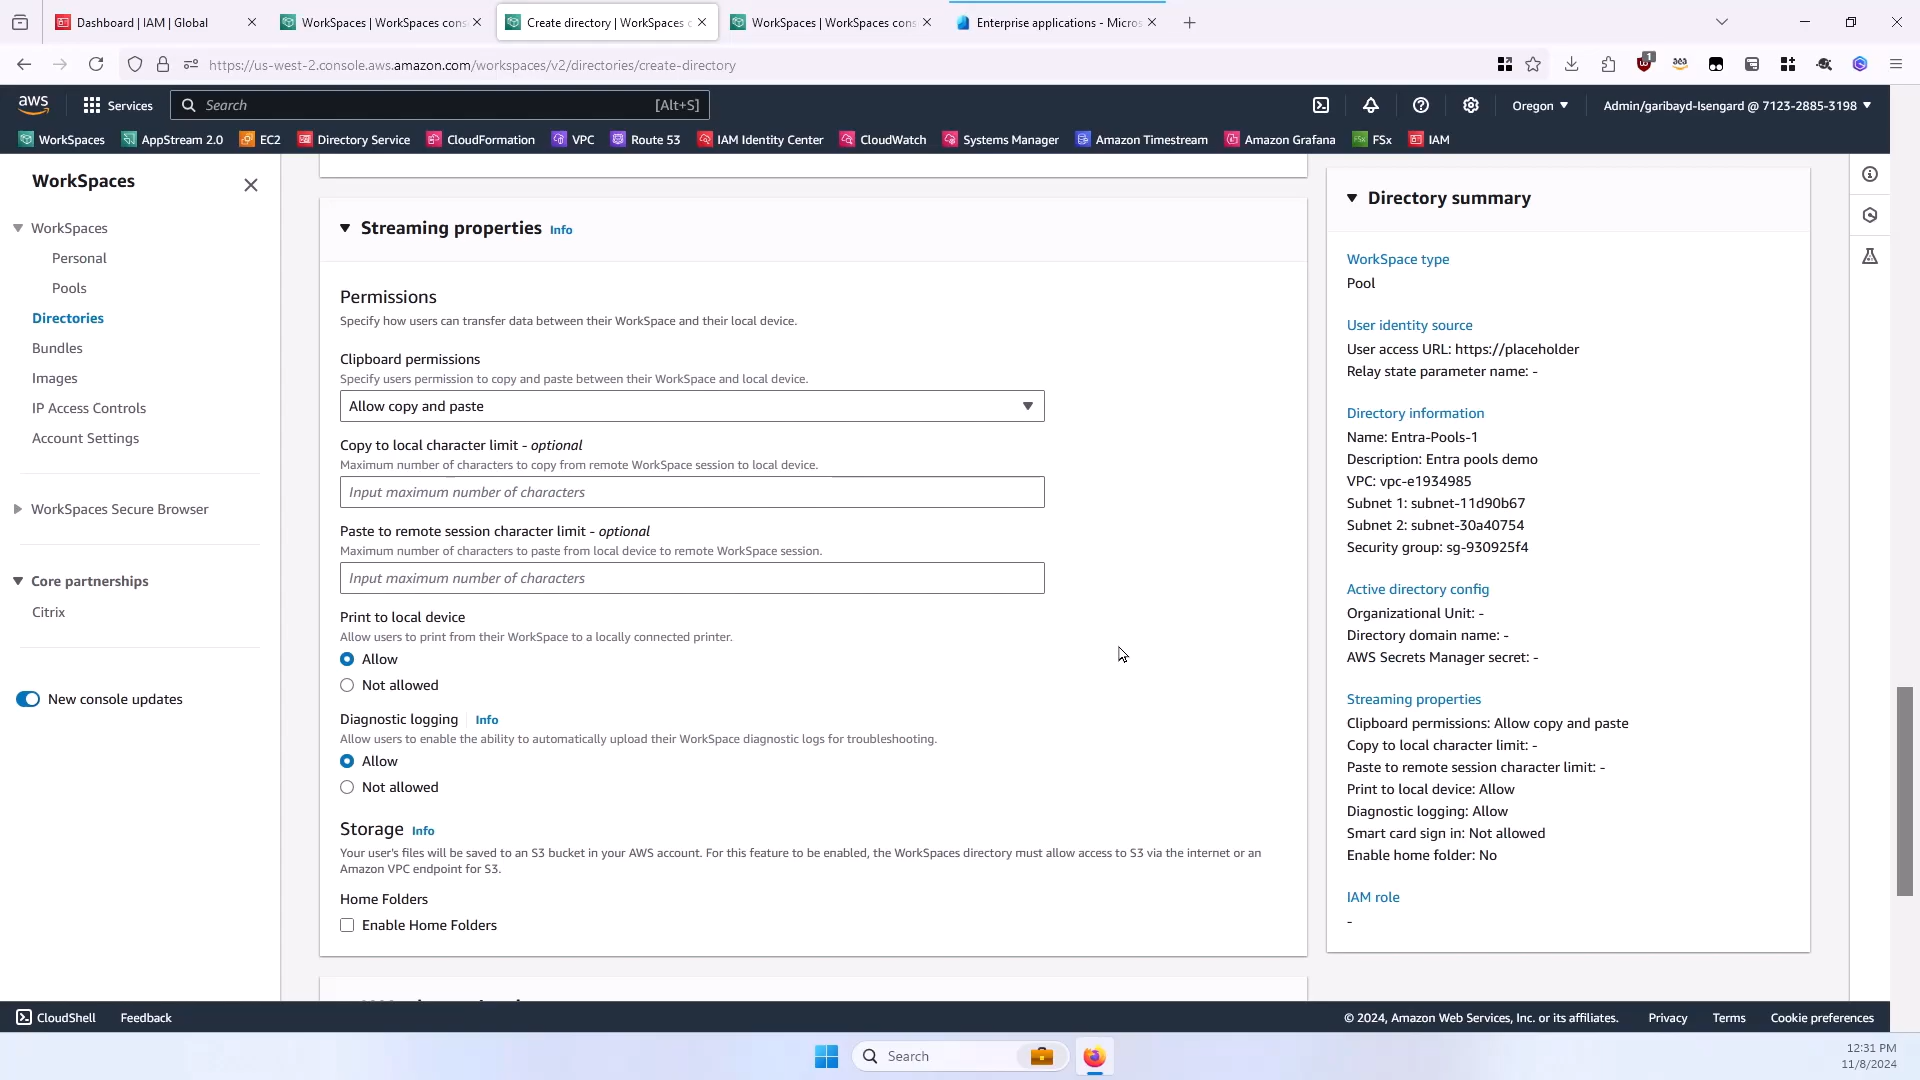 Dashboard | IAM | Global
WorkSpaces | WorkSpaces cons
Create directory | WorkSpaces c
WorkSpaces | WorkSpaces cons
Enterprise applications - Micros
https://us-west-2.console.aws.amazon.com/workspaces/v2/directories/create-directory
1
aws
Services
Search
[Alt+S]
Oregon
Admin/garibayd-Isengard @ 7123-2885-3198
WorkSpaces
AppStream 2.0
EC2
Directory Service
CloudFormation
VPC
Route 53
IAM Identity Center
CloudWatch
Systems Manager
Amazon Timestream
Amazon Grafana
FSx
IAM
WorkSpaces
WorkSpaces
Personal
Pools
Directories
Bundles
Images
IP Access Controls
Account Settings
WorkSpaces Secure Browser
Core partnerships
Citrix
New console updates
Streaming properties Info
Permissions
Specify how users can transfer data between their WorkSpace and their local device.
Clipboard permissions
Specify users permission to copy and paste between their WorkSpace and local device.
Allow copy and paste
Copy to local character limit - optional
Maximum number of characters to copy from remote WorkSpace session to local device.
Input maximum number of characters
Paste to remote session character limit - optional
Maximum number of characters to paste from local device to remote WorkSpace session.
Input maximum number of characters
Print to local device
Allow users to print from their WorkSpace to a locally connected printer.
Allow
Not allowed
Diagnostic logging Info
Allow users to enable the ability to automatically upload their WorkSpace diagnostic logs for troubleshooting.
Allow
Not allowed
Storage Info
Your user's files will be saved to an S3 bucket in your AWS account. For this feature to be enabled, the WorkSpaces directory must allow access to S3 via the internet or an
Amazon VPC endpoint for S3.
Home Folders
Enable Home Folders
Directory summary
WorkSpace type
Pool
User identity source
User access URL: https://placeholder
Relay state parameter name: -
Directory information
Name: Entra-Pools-1
Description: Entra pools demo
VPC: vpc-e1934985
Subnet 1: subnet-11d90b67
Subnet 2: subnet-30a40754
Security group: sg-930925f4
Active directory config
Organizational Unit: -
Directory domain name: -
AWS Secrets Manager secret: -
Streaming properties
Clipboard permissions: Allow copy and paste
Copy to local character limit: -
Paste to remote session character limit: -
Print to local device: Allow
Diagnostic logging: Allow
Smart card sign in: Not allowed
Enable home folder: No
IAM role
-
CloudShell
Feedback
© 2024, Amazon Web Services, Inc. or its affiliates.
Privacy
Terms
Cookie preferences
Search
12:31 PM
11/8/2024